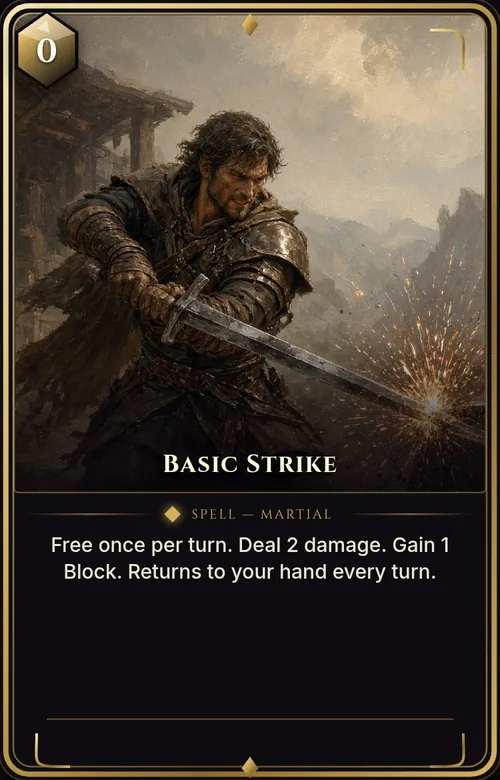 0
BASIC STRIKE
SPELL — MARTIAL
Free once per turn. Deal 2 damage. Gain 1
Block. Returns to your hand every turn.